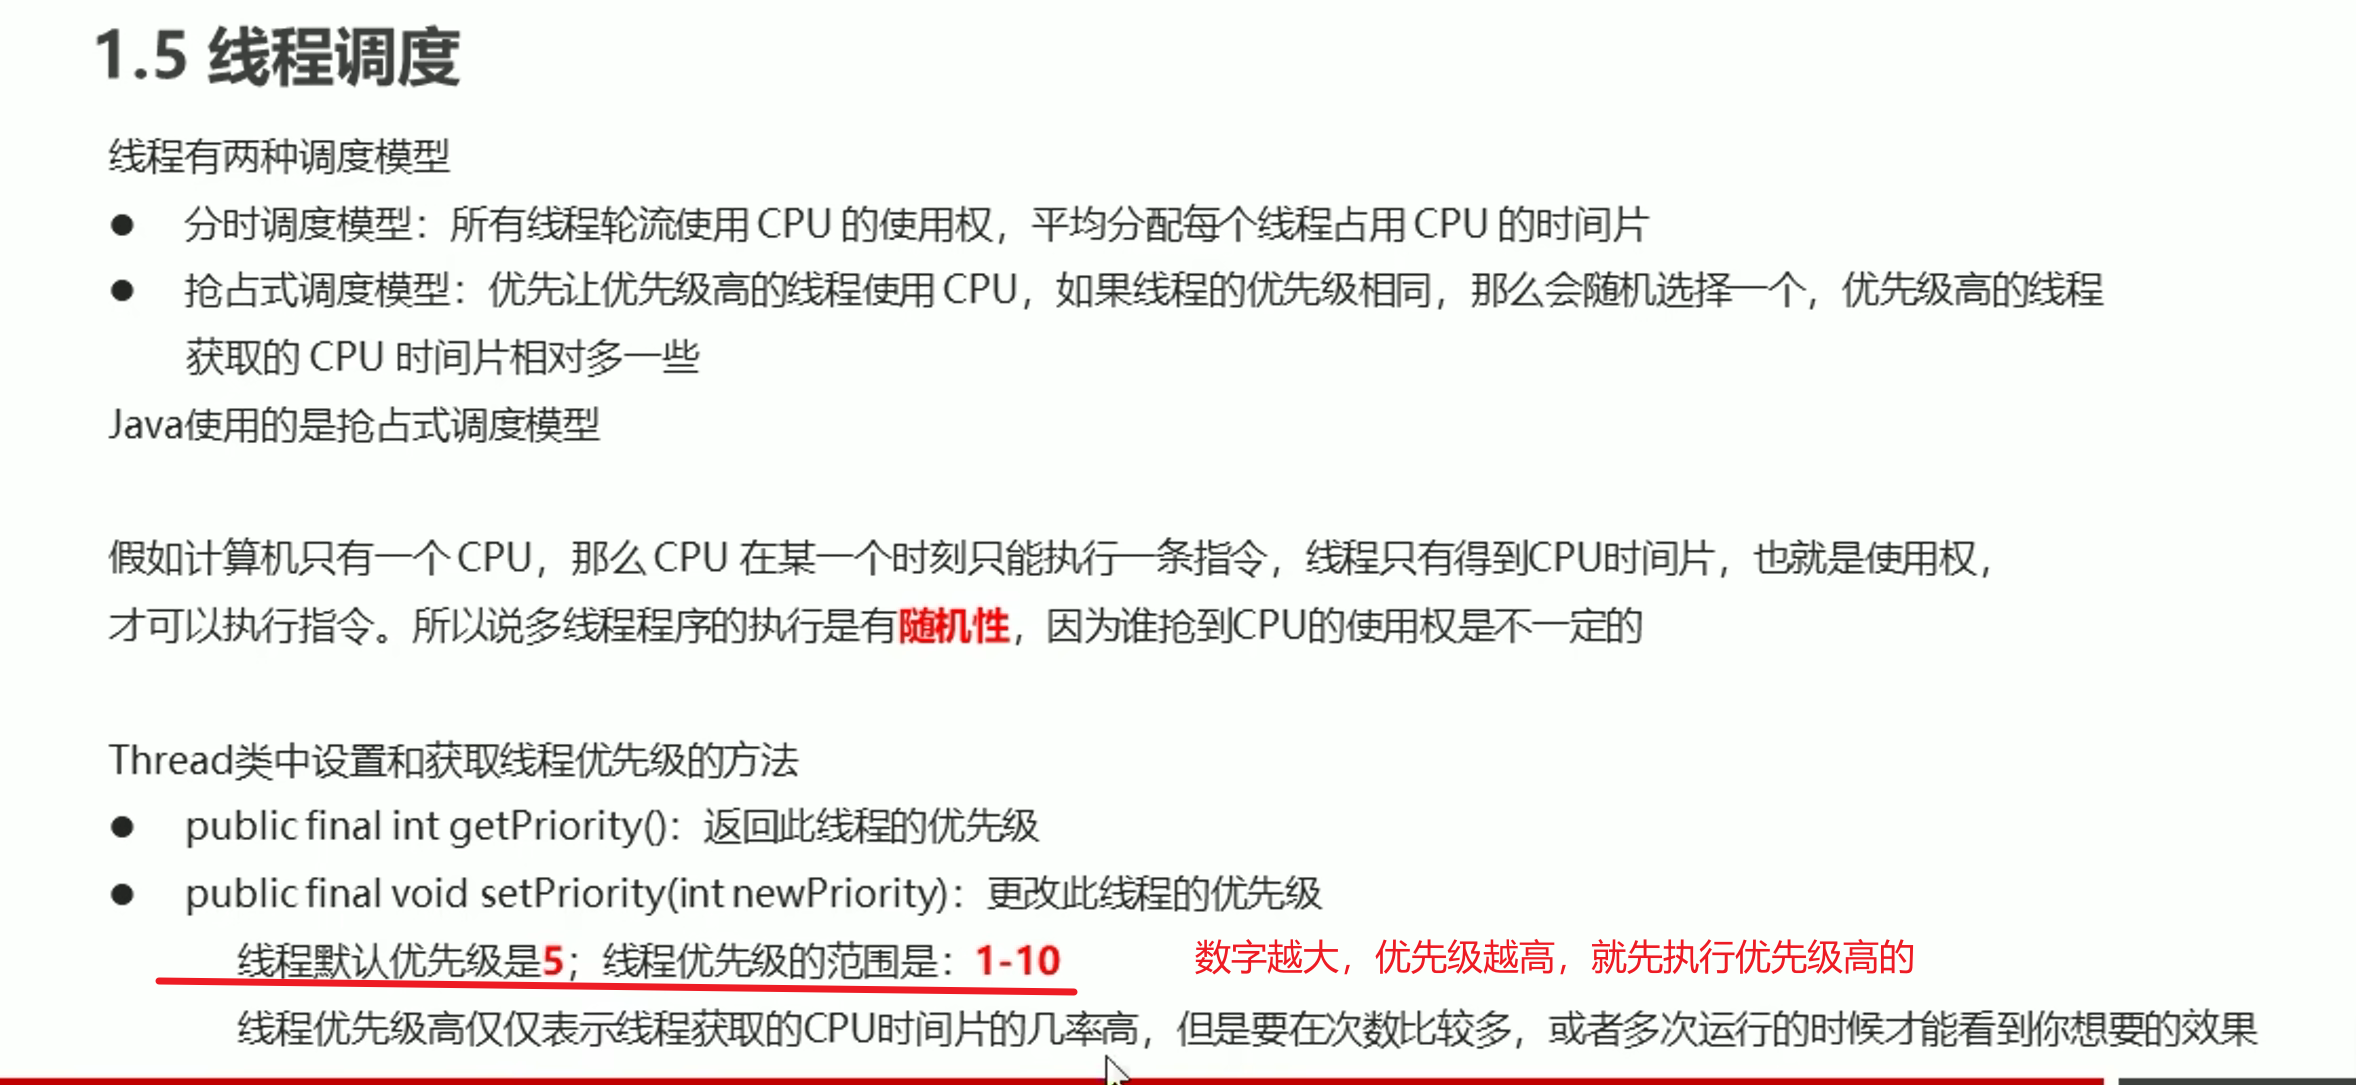 1.5 线程调度
线程有两种调度模型
● 分时调度模型：所有线程轮流使用 CPU 的使用权，平均分配每个线程占用 CPU 的时间片
● 抢占式调度模型：优先让优先级高的线程使用 CPU，如果线程的优先级相同，那么会随机选择一个，优先级高的线程
获取的 CPU 时间片相对多一些
Java使用的是抢占式调度模型
假如计算机只有一个 CPU，那么 CPU 在某一个时刻只能执行一条指令，线程只有得到CPU时间片，也就是使用权，
才可以执行指令。所以说多线程程序的执行是有随机性，因为谁抢到CPU的使用权是不一定的
Thread类中设置和获取线程优先级的方法
● public final int getPriority()：返回此线程的优先级
● public final void setPriority(int newPriority)：更改此线程的优先级
线程默认优先级是5；线程优先级的范围是：1-10 数字越大，优先级越高，就先执行优先级高的
线程优先级高仅仅表示线程获取的CPU时间片的几率高，但是要在次数比较多，或者多次运行的时候才能看到你想要的效果